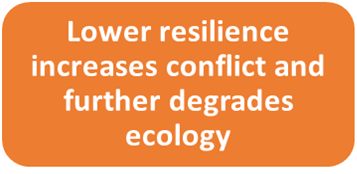 Lower resilience
increases conflict and
further degrades
ecology